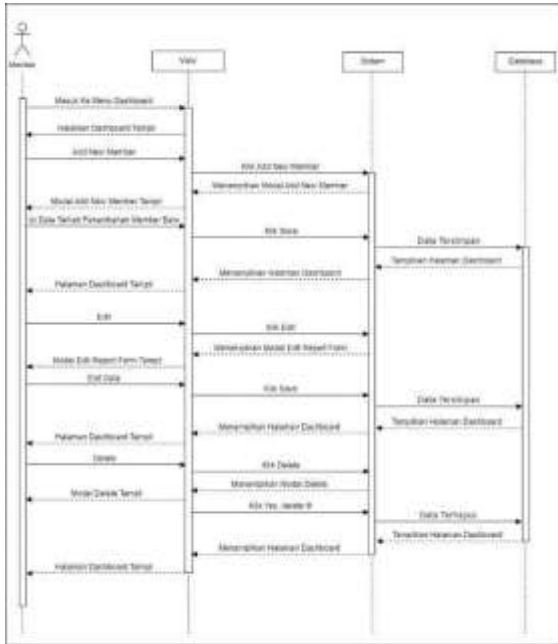 Member
View
Sistem
Database
Masuk Ke Menu Dashboard
Halaman Dashboard Tampil
Add New Member
Klik Add New Member
Menampilkan Modal Add New Member
Modal Add New Member Tampil
Isi Data Terkait Penambahan Member Baru
Klik Save
Data Tersimpan
Tampilkan Halaman Dashboard
Menampilkan Halaman Dashboard
Halaman Dashboard Tampil
Edit
Klik Edit
Menampilkan Modal Edit Report Form
Modal Edit Report Form Tampil
Edit Data
Klik Save
Data Tersimpan
Tampilkan Halaman Dashboard
Menampilkan Halaman Dashboard
Halaman Dashboard Tampil
Delete
Klik Delete
Menampilkan Modal Delete
Modal Delete Tampil
Klik Yes, delete it!
Data Terhapus
Tampilkan Halaman Dashboard
Menampilkan Halaman Dashboard
Halaman Dashboard Tampil